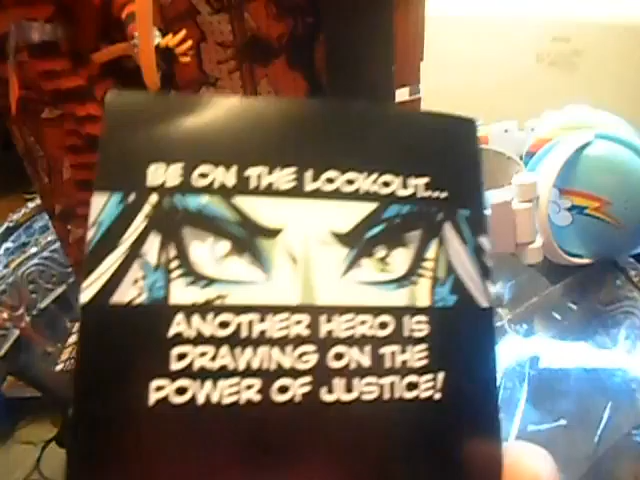 BE ON THE LOOKOUT...
ANOTHER HERO IS
DRAWING ON THE
POWER OF JUSTICE!